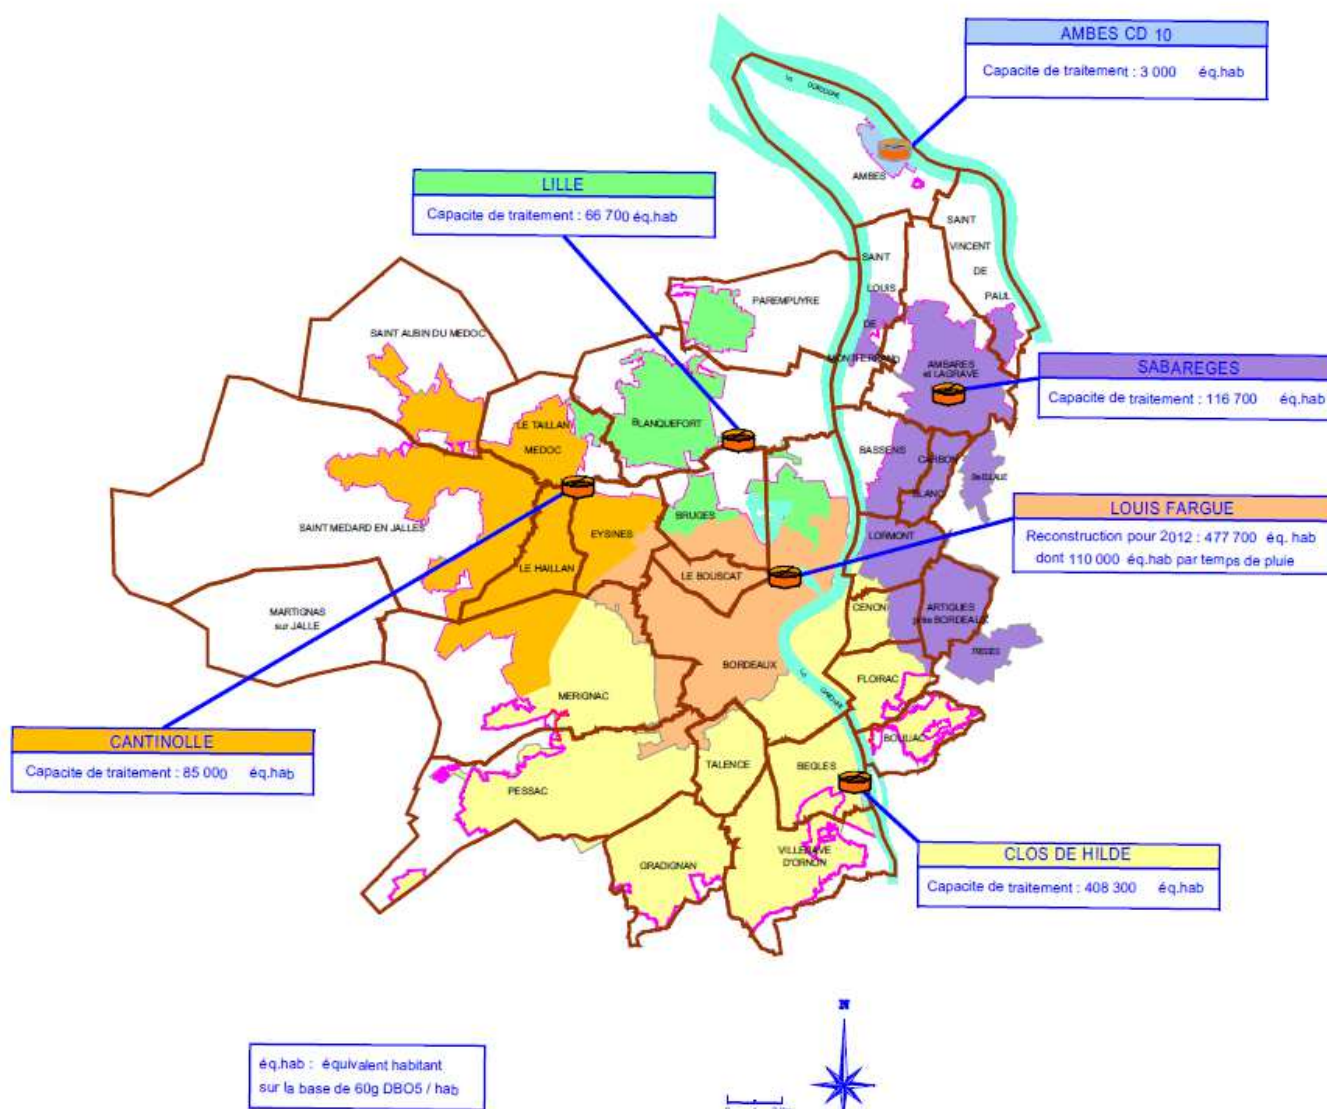 AMBES CD 10
Capacite de traitement : 3 000 éq.hab
LA DORDOGNE
AMBES
LILLE
Capacite de traitement : 66 700 éq.hab
SAINT
VINCENT
DE
PAUL
SAINT
LOUIS
DE
MONTFERRAND
PAREMPUYRE
SAINT AUBIN DU MEDOC
AMBARES
et LAGRAVE
SABAREGES
Capacite de traitement : 116 700 éq.hab
LE TAILLAN
MEDOC
BLANQUEFORT
BASSENS
CARBON
BLANC
LOUIS FARGUE
Reconstruction pour 2012 : 477 700 éq. hab
dont 110 000 éq.hab par temps de pluie
SAINT MEDARD EN JALLES
EYSINES
BRUGES
LORMONT
LE HAILLAN
LE BOUSCAT
MARTIGNAS
sur JALLE
CENON
ARTIGUES
près BORDEAUX
TRESSES
BORDEAUX
MERIGNAC
FLOIRAC
LA GARONNE
CANTINOLLE
Capacite de traitement : 85 000 éq.hab
BOULIAC
TALENCE
BEGLES
PESSAC
VILLENAVE
D'ORNON
GRADIGNAN
CLOS DE HILDE
Capacite de traitement : 408 300 éq.hab
N
éq.hab : équivalent habitant
sur la base de 60g DBO5 / hab